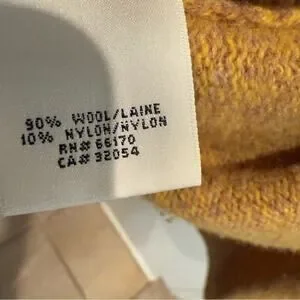 90% WOOL/LAINE
10% NYLON/NYLON
RN# 66170
CA# 32054